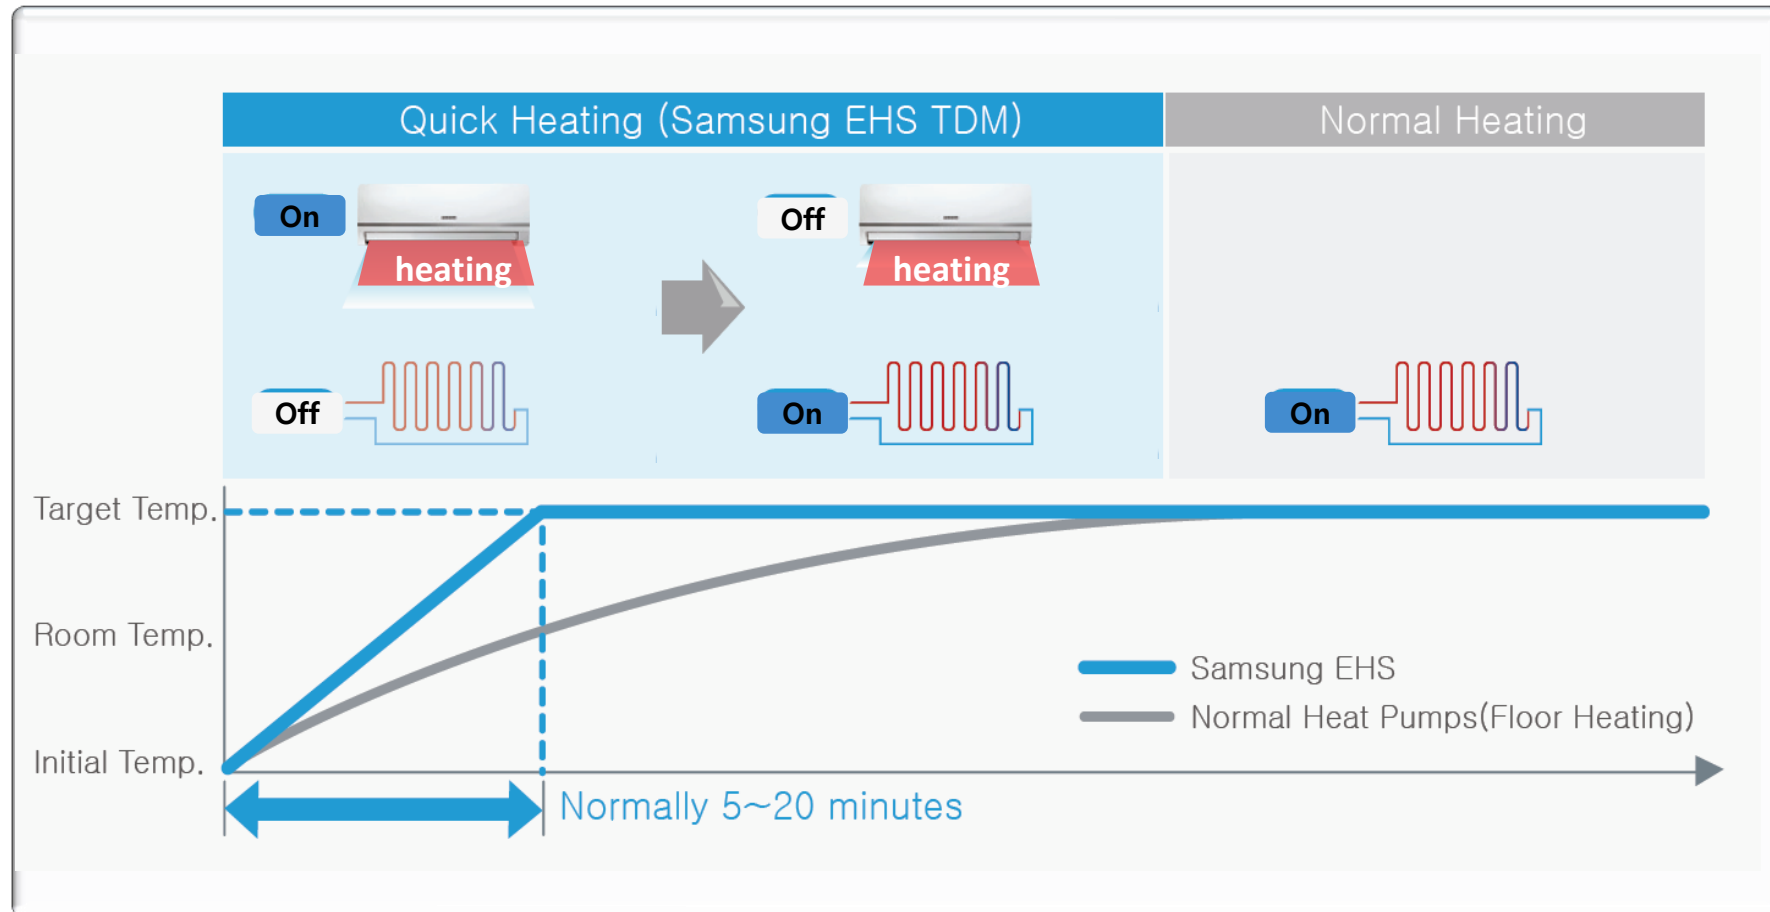 Quick Heating (Samsung EHS TDM)
Normal Heating
On
heating
Off
heating
Off
On
On
Target Temp.
Room Temp.
Initial Temp.
Samsung EHS
Normal Heat Pumps(Floor Heating)
Normally 5~20 minutes